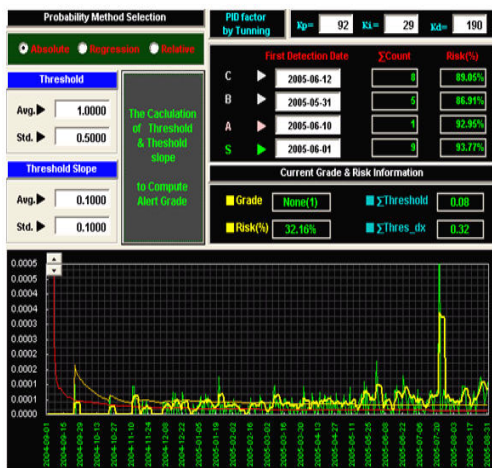 Probability Method Selection
Absolute Regression Relative
PID factor
by Tunning
Kp= 92 Ki= 29 Kd= 190
Threshold
Avg. 1.0000
Std. 0.5000
Threshold Slope
Avg. 0.1000
Std. 0.1000
The Cactulation
of Threshold
& Theshold
slope
to Compute
Alert Grade
First Detection Date ΣCount Risk(%)
C 2005-06-12 8 89.05%
B 2005-05-31 5 86.91%
A 2005-06-10 1 92.95%
S 2005-06-01 9 93.77%
Current Grade & Risk Information
Grade None(1) ΣThreshold 0.08
Risk(%) 32.16% ΣThres_dx 0.32
0.0005
0.0004
0.0004
0.0003
0.0003
0.0002
0.0002
0.0001
0.0001
0.0000
0.0000
2004-09-01
2004-09-15
2004-09-29
2004-10-13
2004-10-27
2004-11-10
2004-11-24
2004-12-08
2004-12-22
2005-01-05
2005-01-19
2005-02-02
2005-02-16
2005-03-02
2005-03-16
2005-03-30
2005-04-13
2005-04-27
2005-05-11
2005-05-25
2005-06-08
2005-06-22
2005-07-06
2005-07-20
2005-08-03
2005-08-17
2005-08-31